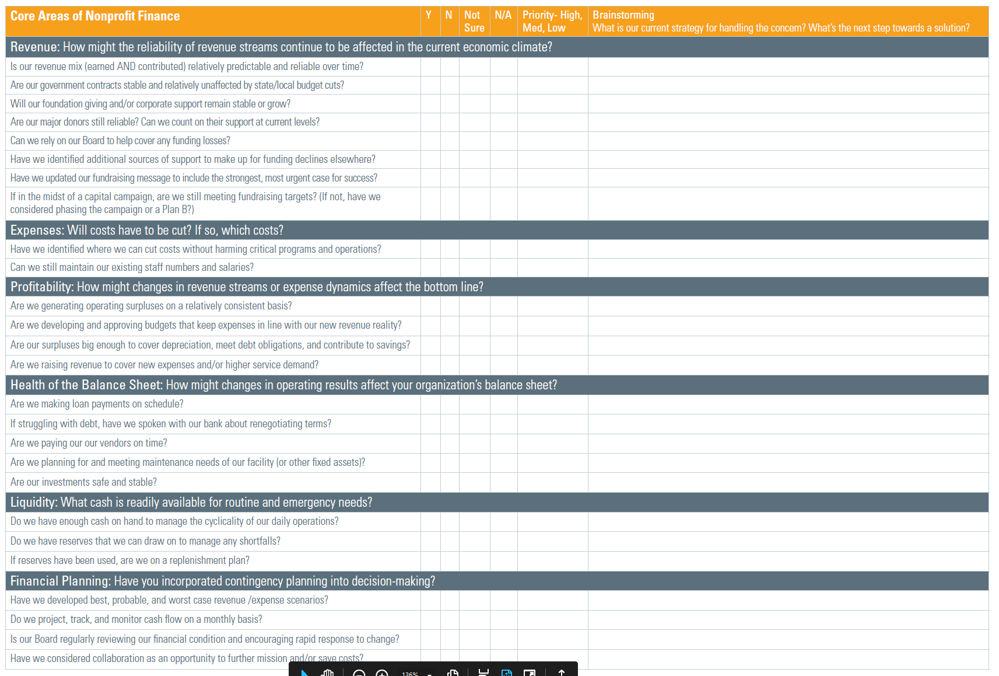 Core Areas of Nonprofit Finance
Y
N
Not
Sure
N/A
Priority- High,
Med, Low
Brainstorming
What is our current strategy for handling the concern? What's the next step towards a solution?
Revenue: How might the reliability of revenue streams continue to be affected in the current economic climate?
Is our revenue mix (earned AND contributed) relatively predictable and reliable over time?
Are our government contracts stable and relatively unaffected by state/local budget cuts?
Will our foundation giving and/or corporate support remain stable or grow?
Are our major donors still reliable? Can we count on their support at current levels?
Can we rely on our Board to help cover any funding losses?
Have we identified additional sources of support to make up for funding declines elsewhere?
Have we updated our fundraising message to include the strongest, most urgent case for success?
If in the midst of a capital campaign, are we still meeting fundraising targets? (If not, have we
considered phasing the campaign or a Plan B?)
Expenses: Will costs have to be cut? If so, which costs?
Have we identified where we can cut costs without harming critical programs and operations?
Can we still maintain our existing staff numbers and salaries?
Profitability: How might changes in revenue streams or expense dynamics affect the bottom line?
Are we generating operating surpluses on a relatively consistent basis?
Are we developing and approving budgets that keep expenses in line with our new revenue reality?
Are our surpluses big enough to cover depreciation, meet debt obligations, and contribute to savings?
Are we raising revenue to cover new expenses and/or higher service demand?
Health of the Balance Sheet: How might changes in operating results affect your organization's balance sheet?
Are we making loan payments on schedule?
If struggling with debt, have we spoken with our bank about renegotiating terms?
Are we paying our our vendors on time?
Are we planning for and meeting maintenance needs of our facility (or other fixed assets)?
Are our investments safe and stable?
Liquidity: What cash is readily available for routine and emergency needs?
Do we have enough cash on hand to manage the cyclicality of our daily operations?
Do we have reserves that we can draw on to manage any shortfalls?
If reserves have been used, are we on a replenishment plan?
Financial Planning: Have you incorporated contingency planning into decision-making?
Have we developed best, probable, and worst case revenue /expense scenarios?
Do we project, track, and monitor cash flow on a monthly basis?
Is our Board regularly reviewing our financial condition and encouraging rapid response to change?
Have we considered collaboration as an opportunity to further mission and/or save costs?
136%